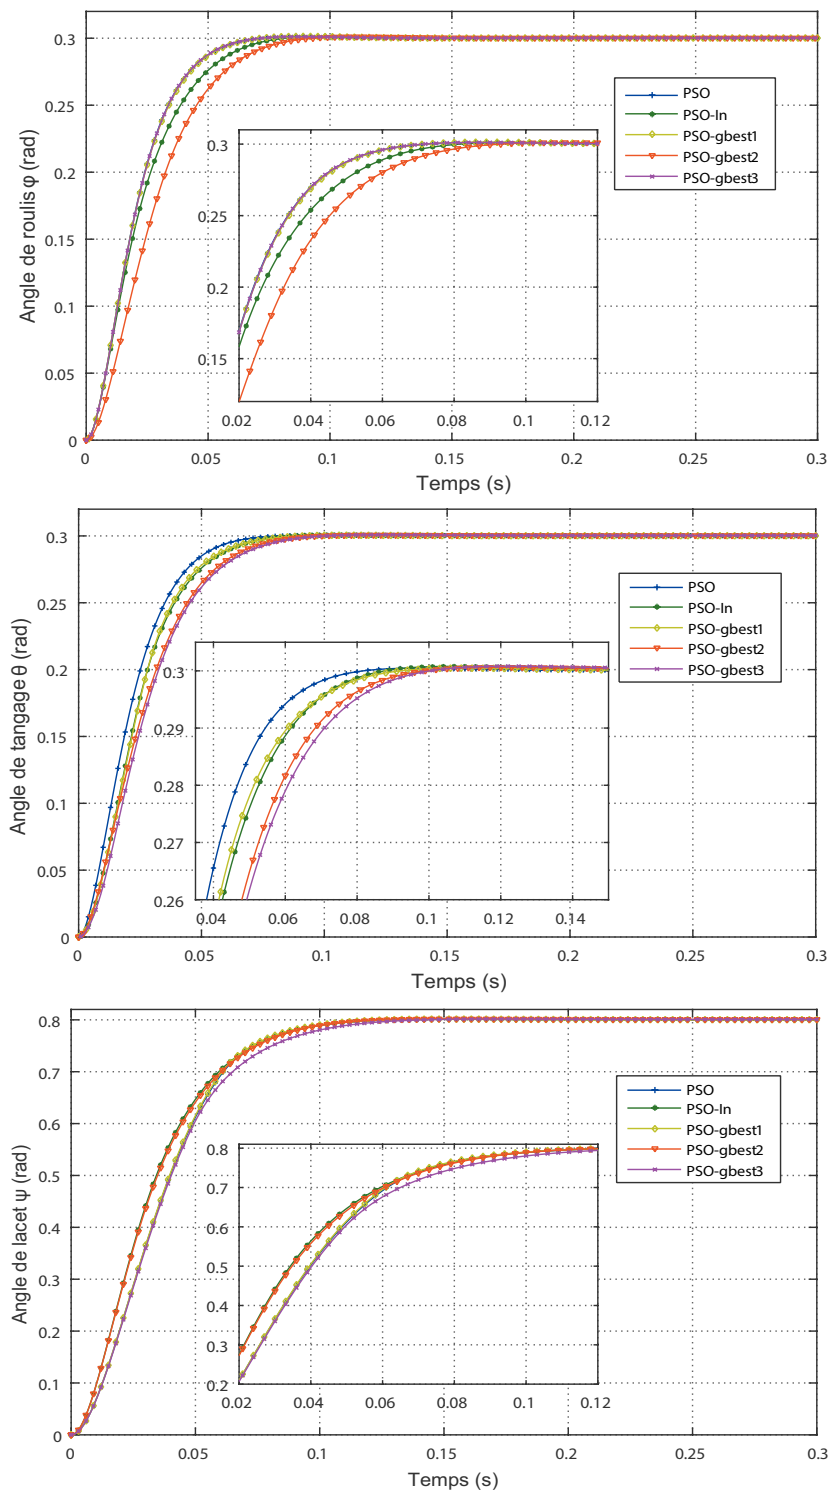 0.3
0.25
0.2
0.15
0.1
0.05
0
Angle de roulis φ (rad)
PSO
PSO-ln
PSO-gbest1
PSO-gbest2
PSO-gbest3
0.3
0.25
0.2
0.15
0.02 0.04 0.06 0.08 0.1 0.12
0 0.05 0.1 0.15 0.2 0.25 0.3
Temps (s)
0.3
0.25
0.2
0.15
0.1
0.05
0
Angle de tangage θ (rad)
PSO
PSO-ln
PSO-gbest1
PSO-gbest2
PSO-gbest3
0.3
0.29
0.28
0.27
0.26
0.04 0.06 0.08 0.1 0.12 0.14
0 0.05 0.1 0.15 0.2 0.25 0.3
Temps (s)
0.8
0.7
0.6
0.5
0.4
0.3
0.2
0.1
0
Angle de lacet ψ (rad)
PSO
PSO-ln
PSO-gbest1
PSO-gbest2
PSO-gbest3
0.8
0.7
0.6
0.5
0.4
0.3
0.2
0.02 0.04 0.06 0.08 0.1 0.12
0 0.05 0.1 0.15 0.2 0.25 0.3
Temps (s)